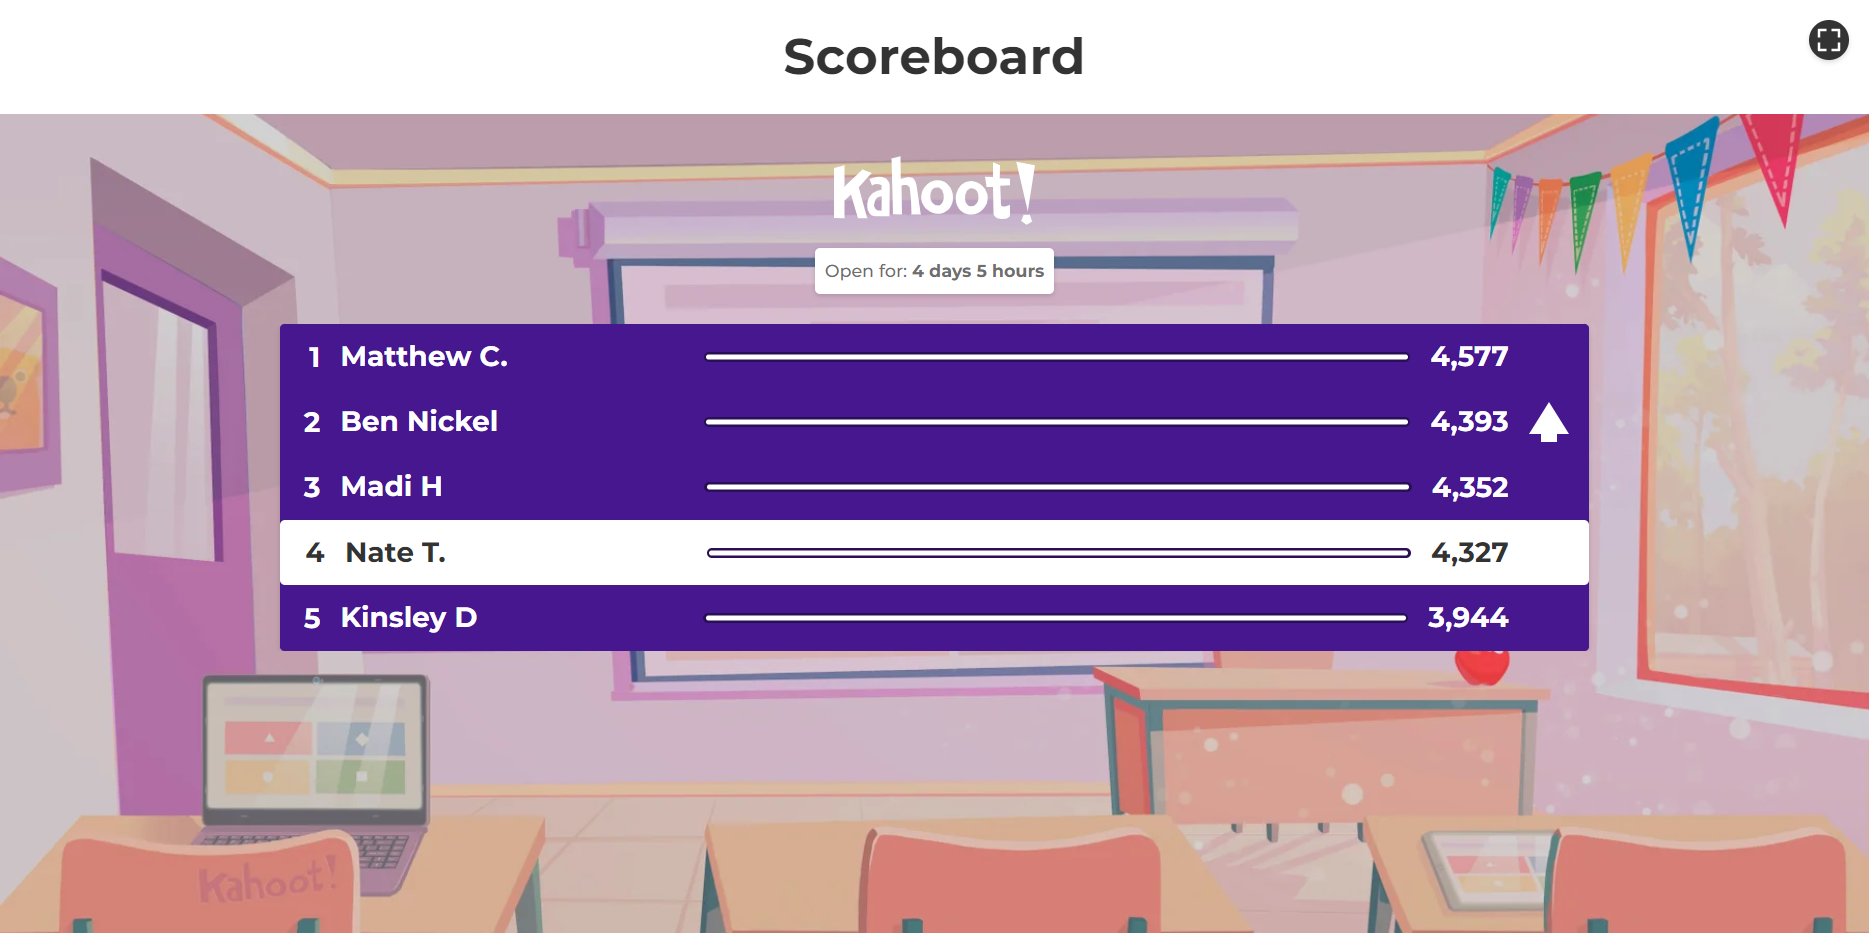 Scoreboard
Kahoot!
Open for: 4 days 5 hours
1 Matthew C. 4,577
2 Ben Nickel 4,393
3 Madi H 4,352
4 Nate T. 4,327
5 Kinsley D 3,944
Kahoot!